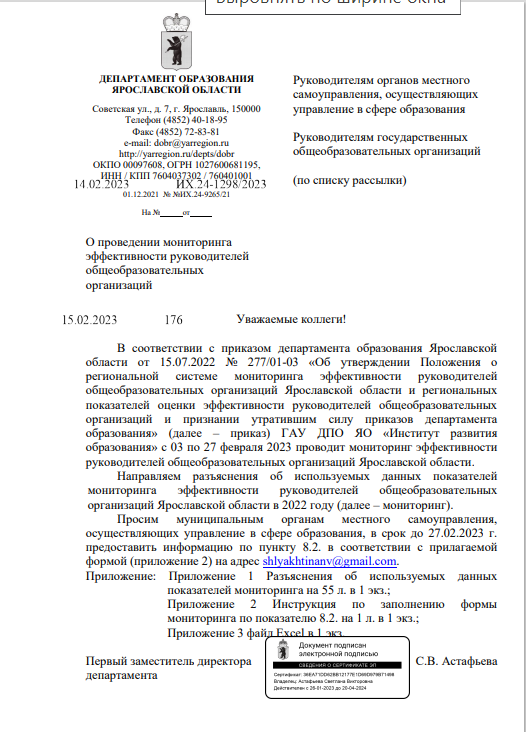 Выровнять по ширине окна
ДЕПАРТАМЕНТ ОБРАЗОВАНИЯ
ЯРОСЛАВСКОЙ ОБЛАСТИ
Советская ул., д. 7, г. Ярославль, 150000
Телефон (4852) 40-18-95
Факс (4852) 72-83-81
e-mail: dobr@yarregion.ru
http://yarregion.ru/depts/dobr
ОКПО 00097608, ОГРН 1027600681195,
ИНН / КПП 7604037302 / 760401001
14.02.2023 ИХ.24-1298/2023
01.12.2021 № №ИХ.24-9265/21
На №______от______
Руководителям органов местного
самоуправления, осуществляющих
управление в сфере образования
Руководителям государственных
общеобразовательных организаций
(по списку рассылки)
О проведении мониторинга
эффективности руководителей
общеобразовательных
организаций
15.02.2023 176 Уважаемые коллеги!
В соответствии с приказом департамента образования Ярославской
области от 15.07.2022 № 277/01-03 «Об утверждении Положения о
региональной системе мониторинга эффективности руководителей
общеобразовательных организаций Ярославской области и региональных
показателей оценки эффективности руководителей общеобразовательных
организаций и признании утратившим силу приказов департамента
образования» (далее – приказ) ГАУ ДПО ЯО «Институт развития
образования» с 03 по 27 февраля 2023 проводит мониторинг эффективности
руководителей общеобразовательных организаций Ярославской области.
Направляем разъяснения об используемых данных показателей
мониторинга эффективности руководителей общеобразовательных
организаций Ярославской области в 2022 году (далее – мониторинг).
Просим муниципальным органам местного самоуправления,
осуществляющих управление в сфере образования, в срок до 27.02.2023 г.
предоставить информацию по пункту 8.2. в соответствии с прилагаемой
формой (приложение 2) на адрес shlyakhtinanv@gmail.com.
Приложение: Приложение 1 Разъяснения об используемых данных
показателей мониторинга на 55 л. в 1 экз.;
Приложение 2 Инструкция по заполнению формы
мониторинга по показателю 8.2. на 1 л. в 1 экз.;
Приложение 3 файл Excel в 1 экз.
Первый заместитель директора
департамента
Документ подписан
электронной подписью
СВЕДЕНИЯ О СЕРТИФИКАТЕ ЭП
Сертификат:
Владелец: Астафьева Светлана Викторовна
Действителен с 26-01-2023 до 20-04-2024
С.В. Астафьева